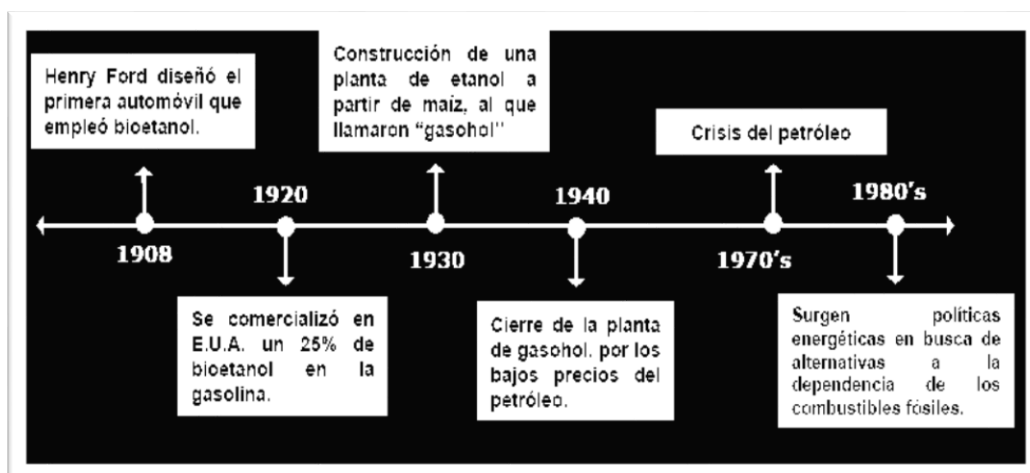 Henry Ford diseñó el
primera automóvil que
empleó bioetanol.
Construcción de una
planta de etanol a
partir de maíz, al que
llamaron “gasohol”
Crisis del petróleo
1908
1920
1930
1940
1970’s
1980’s
Se comercializó en
E.U.A. un 25% de
bioetanol en la
gasolina.
Cierre de la planta
de gasohol, por los
bajos precios del
petróleo.
Surgen políticas
energéticas en busca de
alternativas a la
dependencia de los
combustibles fósiles.